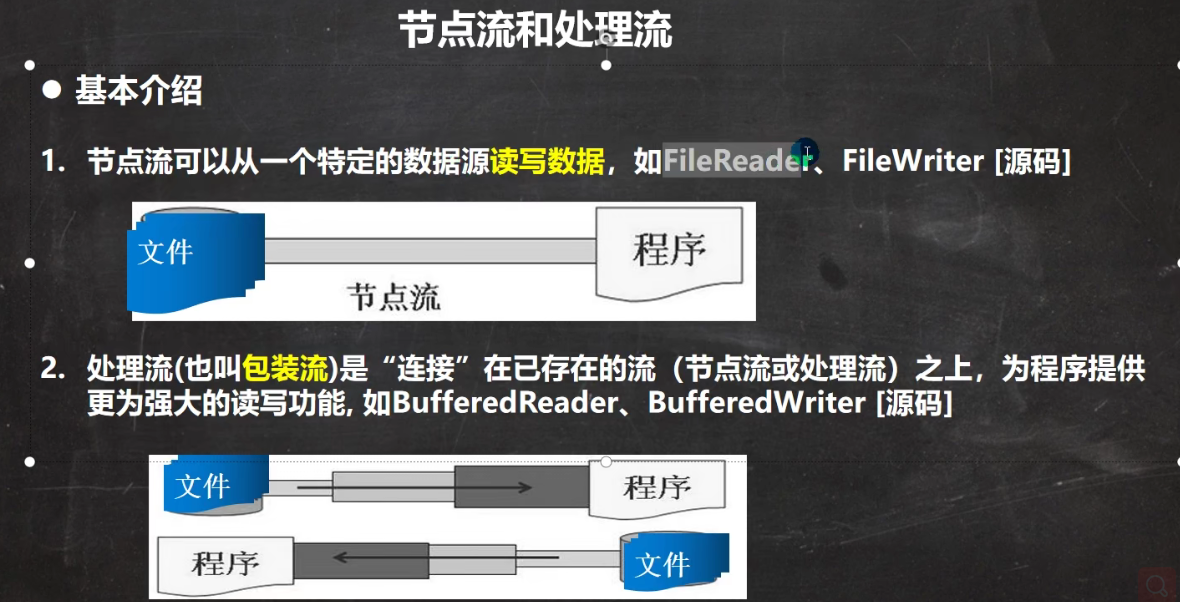 节点流和处理流
● 基本介绍
1. 节点流可以从一个特定的数据源读写数据，如FileReader、FileWriter [源码]
文件
程序
节点流
2. 处理流(也叫包装流)是“连接”在已存在的流（节点流或处理流）之上，为程序提供
更为强大的读写功能, 如BufferedReader、BufferedWriter [源码]
文件
程序
程序
文件